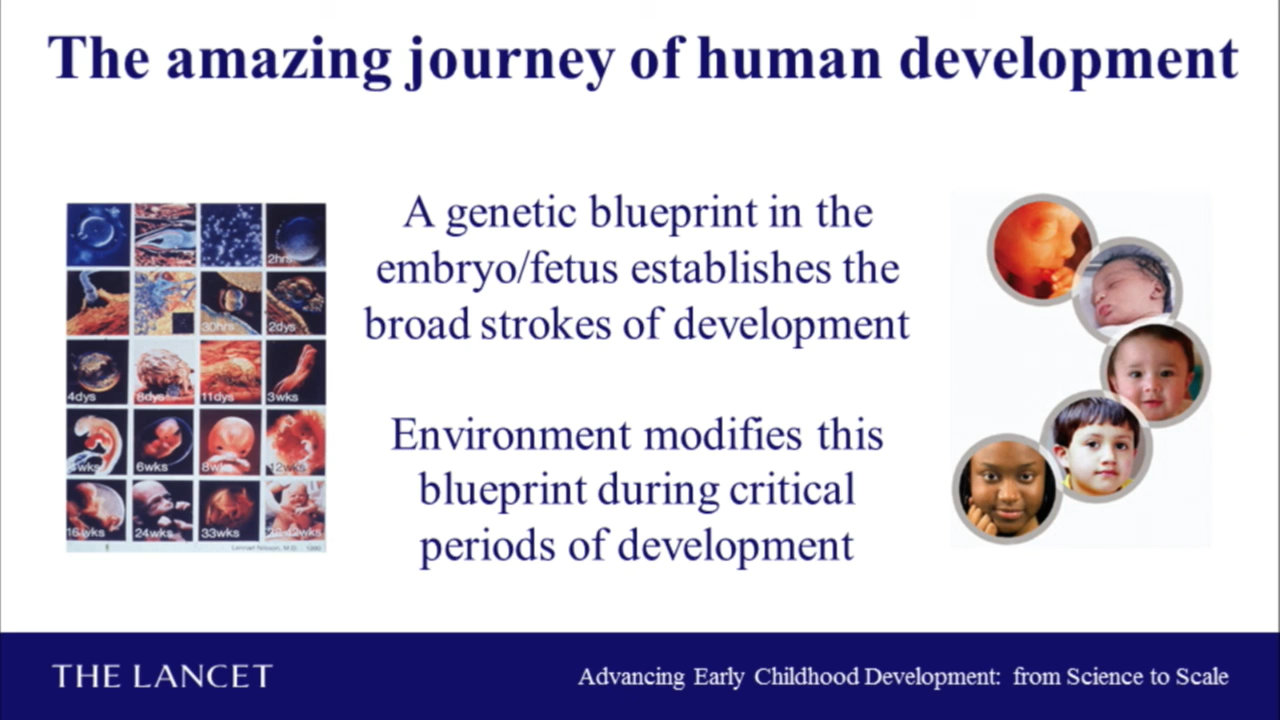 The amazing journey of human development
A genetic blueprint in the
embryo/fetus establishes the
broad strokes of development
Environment modifies this
blueprint during critical
periods of development
2hrs
30hrs 2dys
4dys 8dys 11dys 3wks
wks 6wks 8wks 12wks
16wks 24wks 33wks
THE LANCET
Advancing Early Childhood Development: from Science to Scale